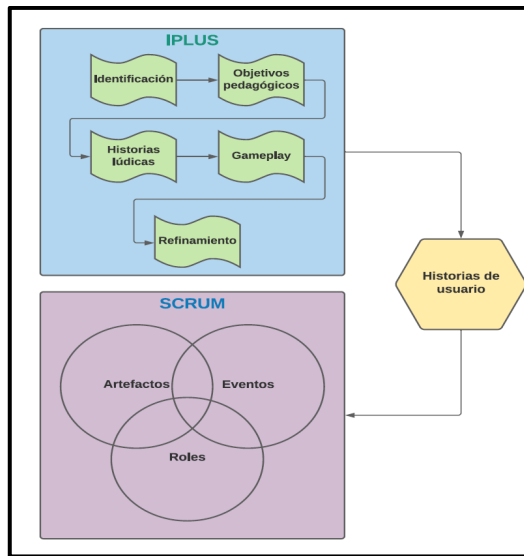 IPLUS
Identificación
Objetivos
pedagógicos
Historias
lúdicas
Gameplay
Refinamiento
Historias de
usuario
SCRUM
Artefactos
Eventos
Roles